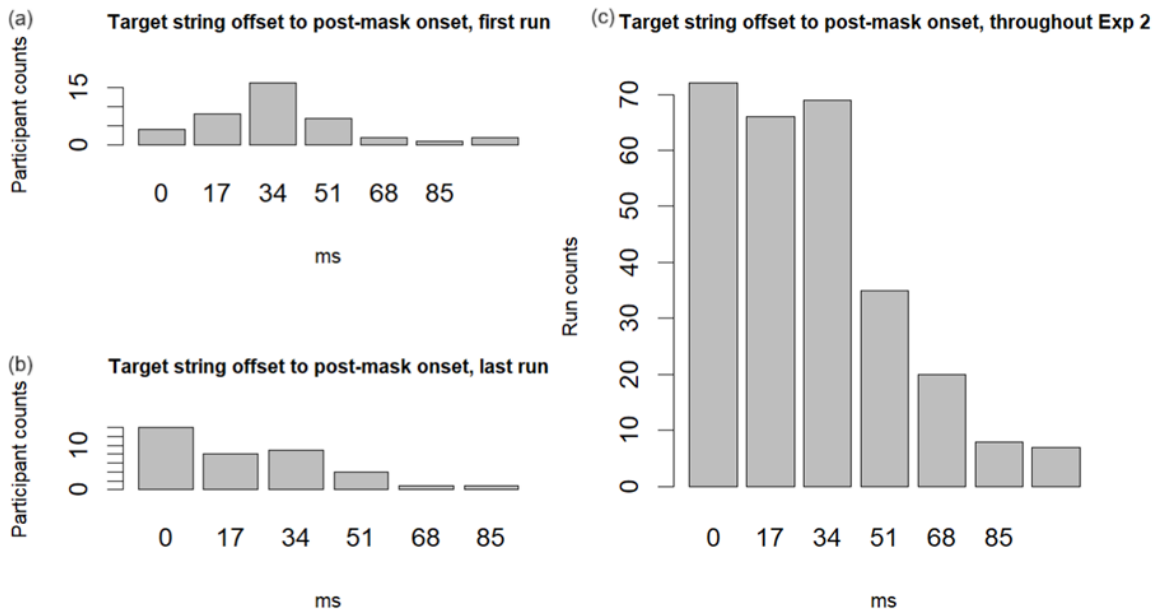 (a)
Target string offset to post-mask onset, first run
Participant counts
15
0
0 17 34 51 68 85
ms
(b)
Target string offset to post-mask onset, last run
Participant counts
10
0
0 17 34 51 68 85
ms
(c)
Target string offset to post-mask onset, throughout Exp 2
Run counts
70
60
50
40
30
20
10
0
0 17 34 51 68 85
ms